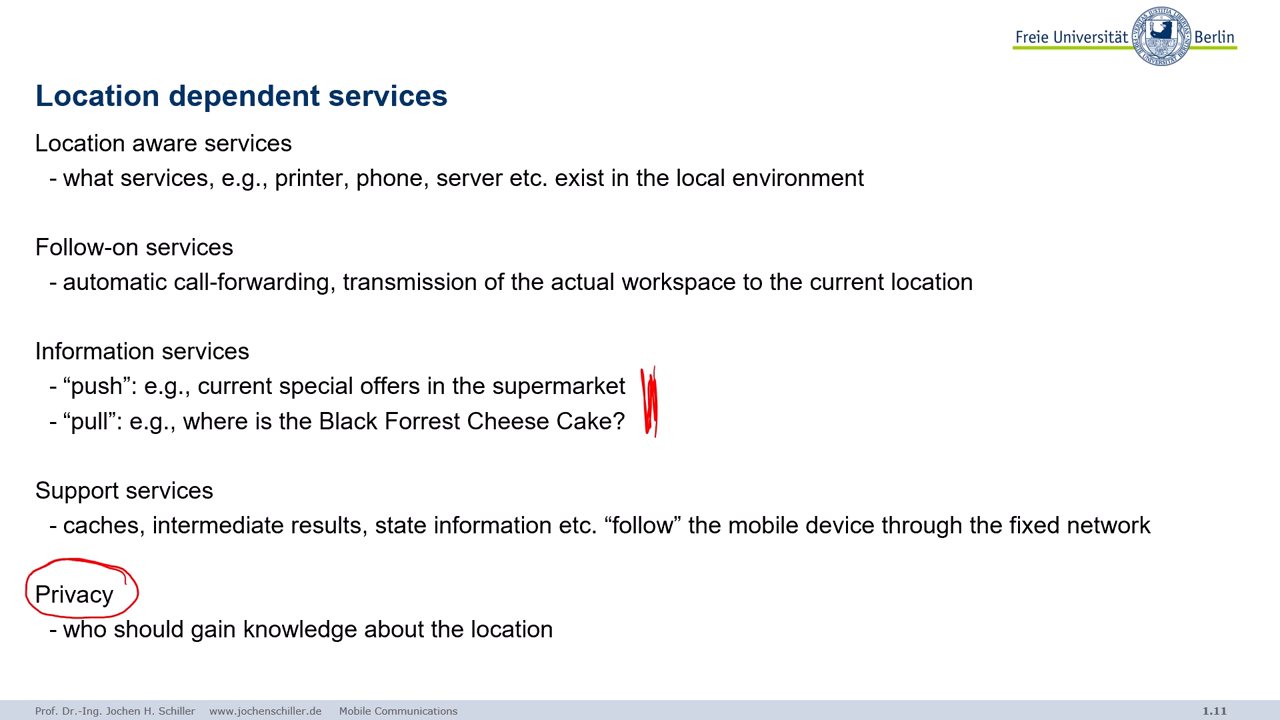 Freie Universität Berlin
Location dependent services
Location aware services
- what services, e.g., printer, phone, server etc. exist in the local environment
Follow-on services
- automatic call-forwarding, transmission of the actual workspace to the current location
Information services
- “push”: e.g., current special offers in the supermarket
- “pull”: e.g., where is the Black Forrest Cheese Cake?
Support services
- caches, intermediate results, state information etc. “follow” the mobile device through the fixed network
Privacy
- who should gain knowledge about the location
Prof. Dr.-Ing. Jochen H. Schiller www.jochenschiller.de Mobile Communications 1.11